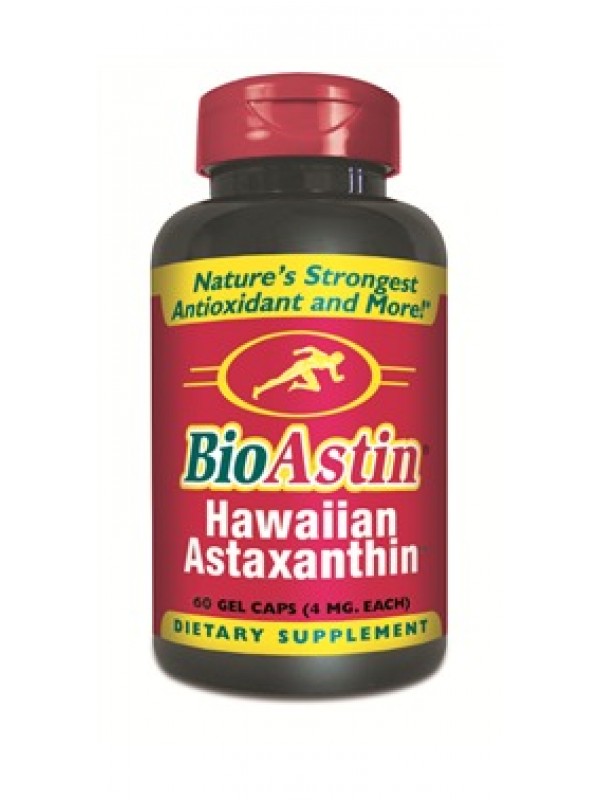 Nature's Strongest
Antioxidant and More!*
BioAstin®
Hawaiian
Astaxanthin™
60 GEL CAPS (4 MG. EACH)
DIETARY SUPPLEMENT